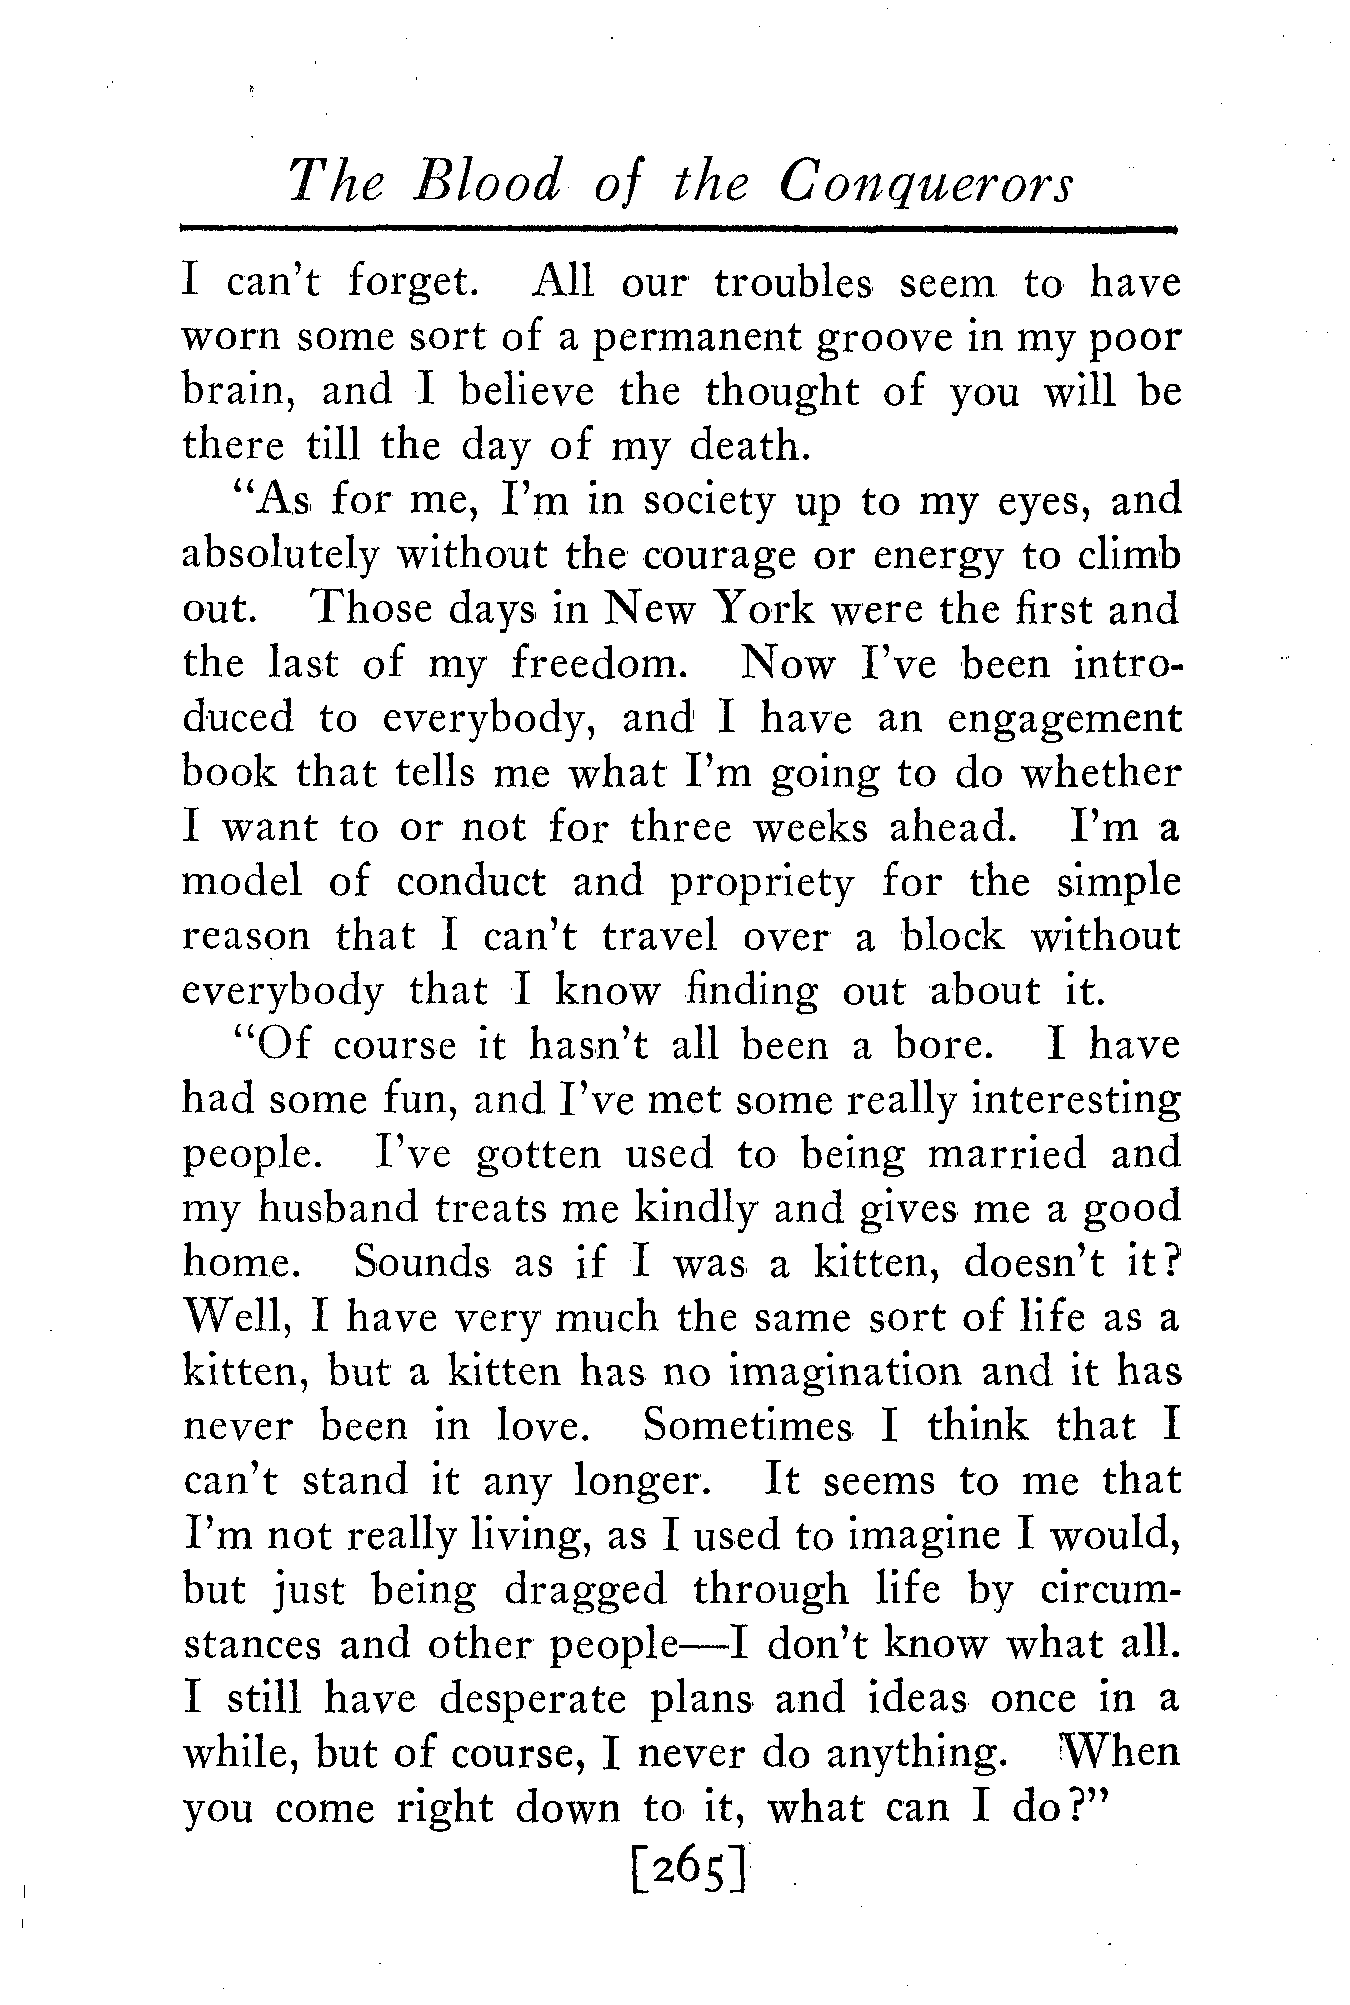 The Blood of the Conquerors
I can't forget. All our troubles seem to have
worn some sort of a permanent groove in my poor
brain, and I believe the thought of you will be
there till the day of my death.
"As for me, I'm in society up to my eyes, and
absolutely without the courage or energy to climb
out. Those days in New York were the first and
the last of my freedom. Now I've been intro-
duced to everybody, and I have an engagement
book that tells me what I'm going to do whether
I want to or not for three weeks ahead. I'm a
model of conduct and propriety for the simple
reason that I can't travel over a block without
everybody that I know finding out about it.
"Of course it hasn't all been a bore. I have
had some fun, and I've met some really interesting
people. I've gotten used to being married and
my husband treats me kindly and gives me a good
home. Sounds as if I was a kitten, doesn't it?
Well, I have very much the same sort of life as a
kitten, but a kitten has no imagination and it has
never been in love. Sometimes I think that I
can't stand it any longer. It seems to me that
I'm not really living, as I used to imagine I would,
but just being dragged through life by circum-
stances and other people—I don't know what all.
I still have desperate plans and ideas once in a
while, but of course, I never do anything. When
you come right down to it, what can I do?"
[265]